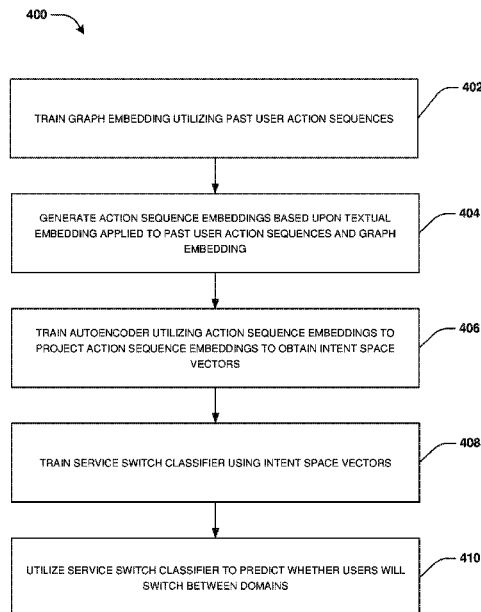 400
402
TRAIN GRAPH EMBEDDING UTILIZING PAST USER ACTION SEQUENCES
404
GENERATE ACTION SEQUENCE EMBEDDINGS BASED UPON TEXTUAL
EMBEDDING APPLIED TO PAST USER ACTION SEQUENCES AND GRAPH
EMBEDDING
406
TRAIN AUTOENCODER UTILIZING ACTION SEQUENCE EMBEDDINGS TO
PROJECT ACTION SEQUENCE EMBEDDINGS TO OBTAIN INTENT SPACE
VECTORS
408
TRAIN SERVICE SWITCH CLASSIFIER USING INTENT SPACE VECTORS
410
UTILIZE SERVICE SWITCH CLASSIFIER TO PREDICT WHETHER USERS WILL
SWITCH BETWEEN DOMAINS